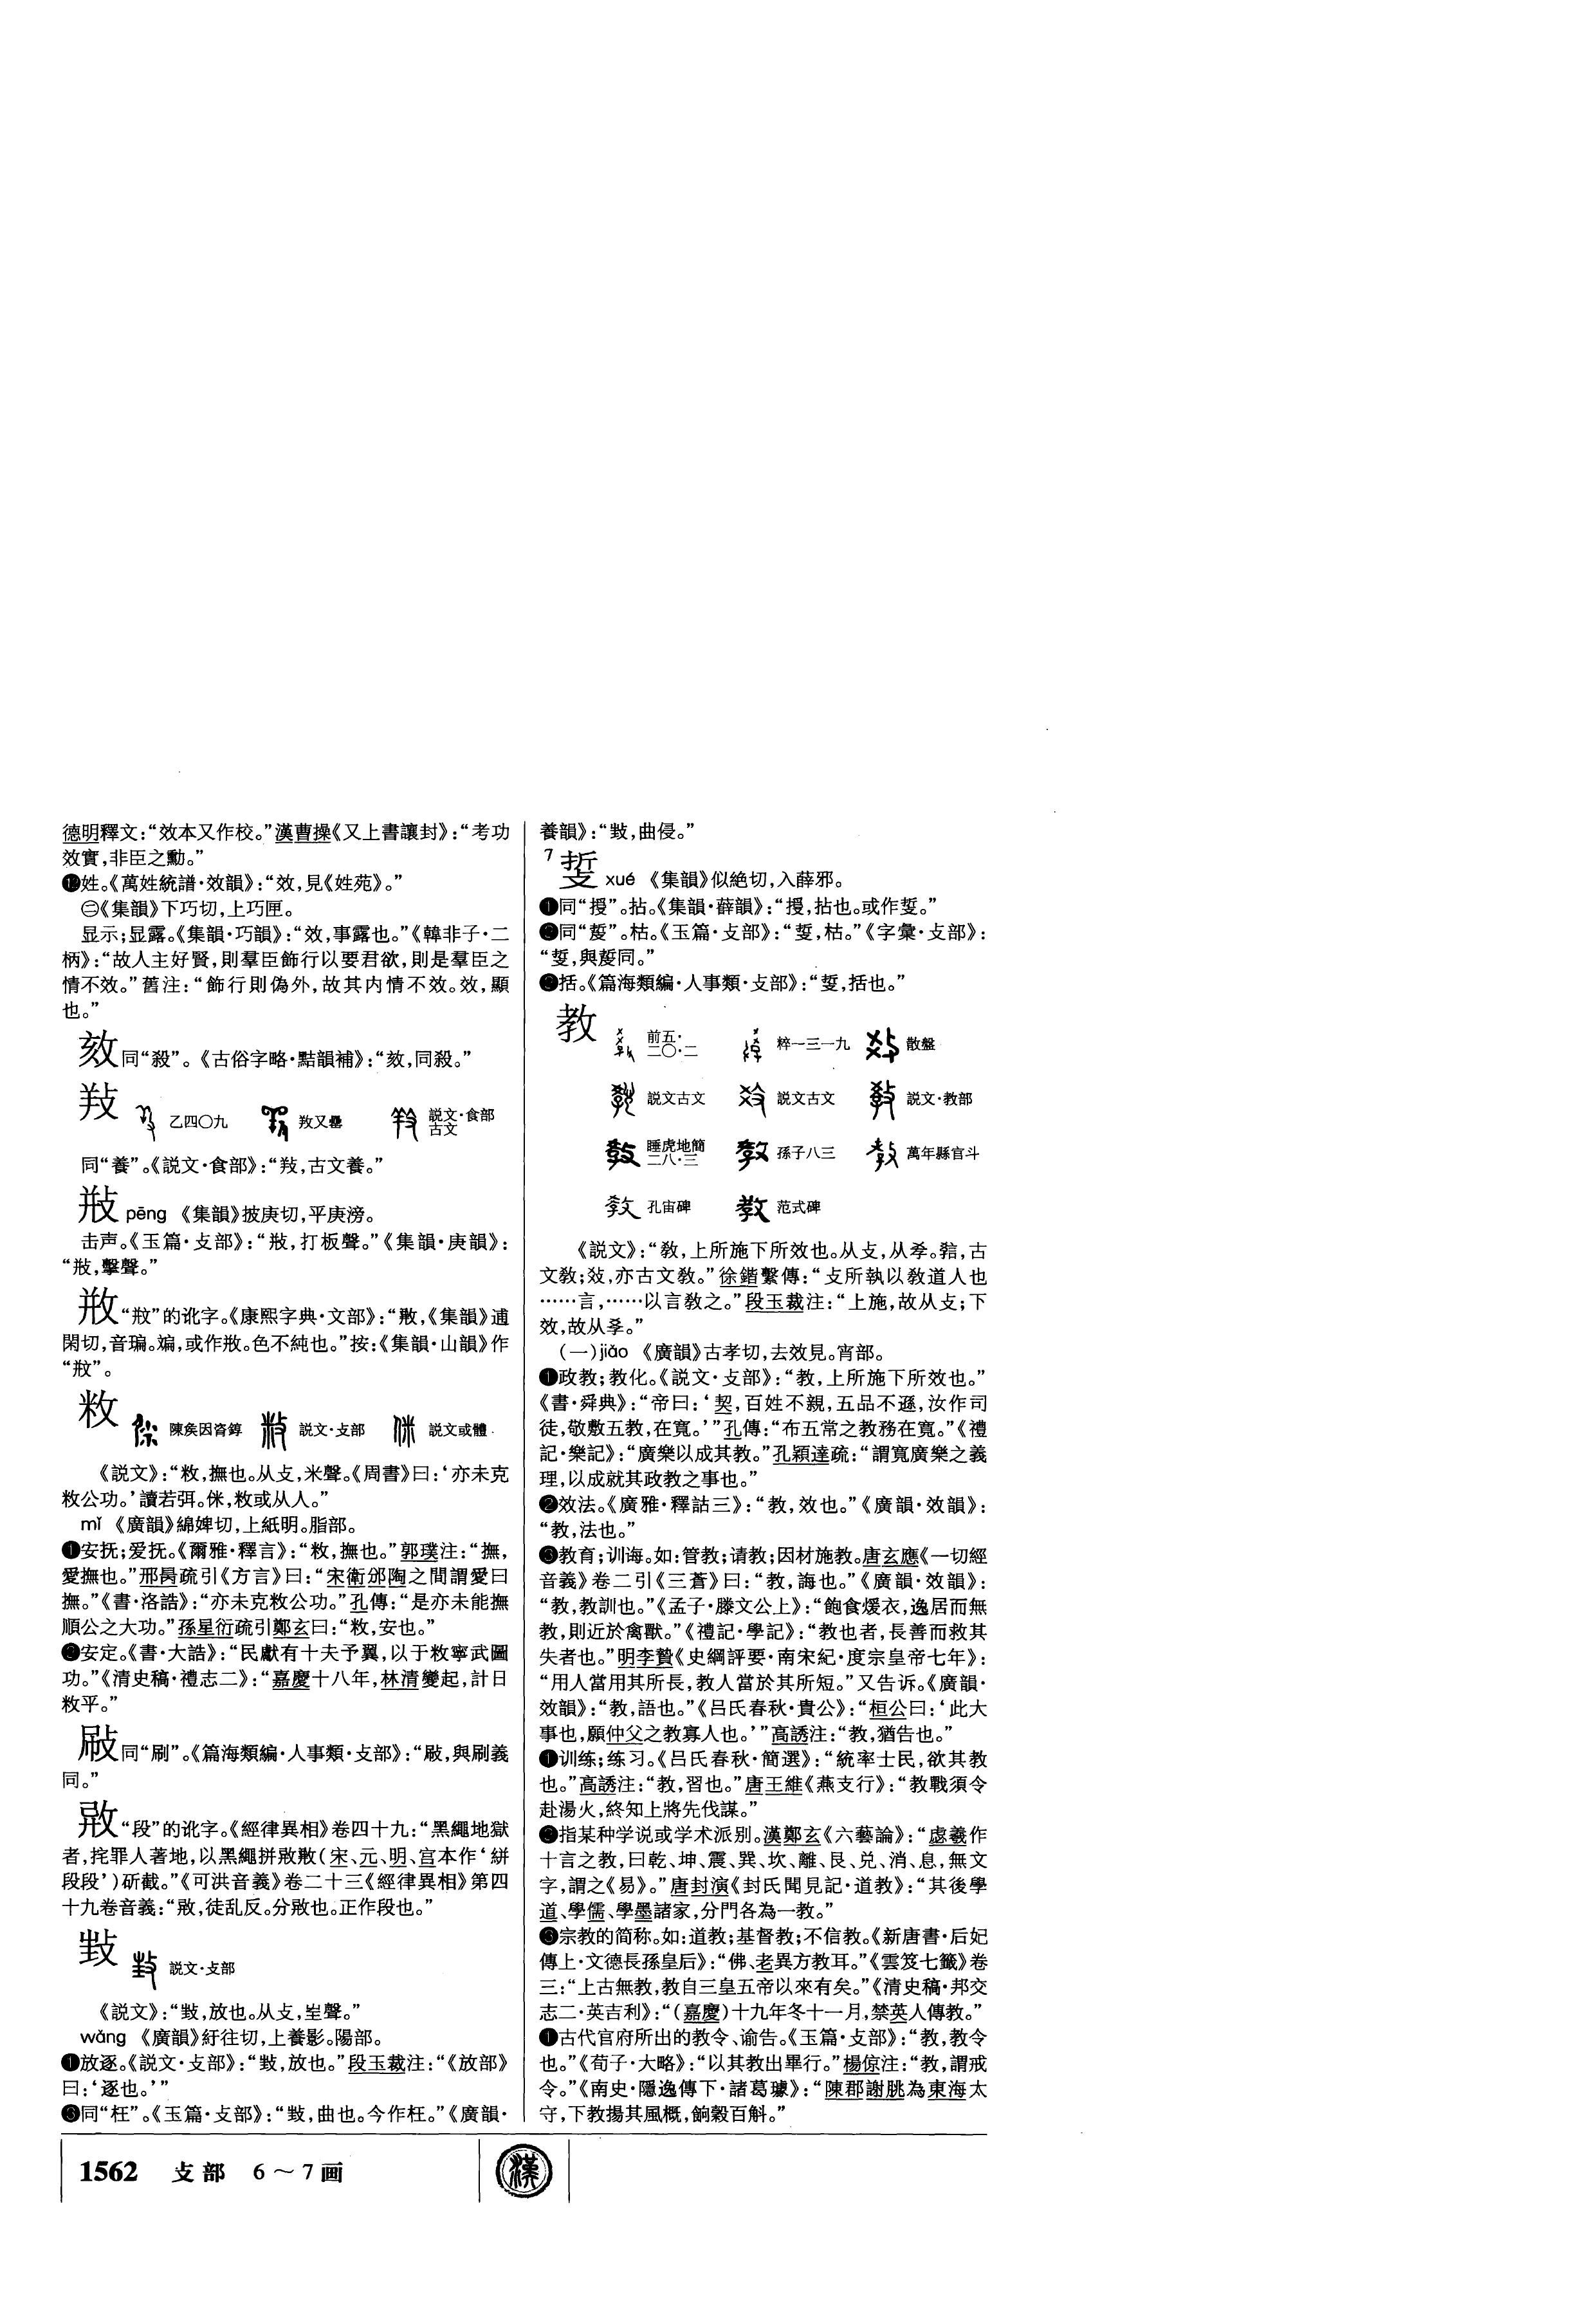 德明釋文：“效本又作校。”漢曹操《又上書讓封》：“考功
效實，非臣之勳。”
⓬姓。《萬姓統譜·效韻》：“效，見《姓苑》。”
㊁《集韻》下巧切，上巧匣。
显示；显露。《集韻·巧韻》：“效，事露也。”《韓非子·二
柄》：“故人主好賢，則羣臣飾行以要君欲，則是羣臣之
情不效。”舊注：“飾行則偽外，故其内情不效。效，顯
也。”
同“殺”。《古俗字略·黠韻補》：“　，同殺。”
羖 乙四〇九 　又罍 説文·食部古文
同“養”。《説文·食部》：“　，古文養。”
pēng 《集韻》披庚切，平庚滂。
击声。《玉篇·攴部》：“　，打板聲。”《集韻·庚韻》：
“　，擊聲。”
“　”的讹字。《康熙字典·文部》：“　，《集韻》逋
閑切，音㻞。斒，或作　。色不純也。”按：《集韻·山韻》作
“　”。
敉 陳侯因𬱖錞 説文·攴部 説文或體
《説文》：“敉，撫也。从攴，米聲。《周書》曰：‘亦未克
敉公功。’讀若弭。侎，敉或从人。”
mǐ 《廣韻》綿婢切，上紙明。脂部。
❶安抚；爱抚。《爾雅·釋言》：“敉，撫也。”郭璞注：“撫，
愛撫也。”邢昺疏引《方言》曰：“宋衛邠陶之間謂愛曰
撫。”《書·洛誥》：“亦未克敉公功。”孔傳：“是亦未能撫
順公之大功。”孫星衍疏引鄭玄曰：“敉，安也。”
❷安定。《書·大誥》：“民獻有十夫予翼，以于敉寧武圖
功。”《清史稿·禮志二》：“嘉慶十八年，林清變起，計日
敉平。”
同“刷”。《篇海類編·人事類·攴部》：“　，與刷義
同。”
“段”的讹字。《經律異相》卷四十九：“黑繩地獄
者，挓罪人著地，以黑繩拼　　（宋、元、明、宫本作‘絣
段段’）斫截。”《可洪音義》卷二十三《經律異相》第四
十九卷音義：“　，徒乱反。分　也。正作段也。”
説文·攴部
《説文》：“　，放也。从攴，㞷聲。”
wǎng 《廣韻》紆往切，上養影。陽部。
❶放逐。《説文·攴部》：“　，放也。”段玉裁注：“《放部》
曰：‘逐也。’”
同“枉”。《玉篇·攴部》：“　，曲也。今作枉。”《廣韻·
養韻》：“　，曲侵。”
7 xué 《集韻》似絶切，入薛邪。
❶同“授”。拈。《集韻·薛韻》：“　，拈也。或作　。”
❷同“　”。枯。《玉篇·攴部》：“　，枯。”《字彙·攴部》：
“　，與　同。”
括。《篇海類編·人事類·攴部》：“　，括也。”
教 前五·二〇·二 粹一三一九 散盤
説文古文 説文古文 説文·教部
睡虎地簡二八·三 孫子八三 萬年縣官斗
孔宙碑 范式碑
《説文》：“敎，上所施下所效也。从攴，从孝。𧧿，古
文敎；㸚，亦古文敎。”徐鍇繫傳：“攴所執以敎道人也
……言，……以言敎之。”段玉裁注：“上施，故从攴；下
效，故从孝。”
（一）jiǎo 《廣韻》古孝切，去效見。宵部。
❶政教；教化。《説文·攴部》：“教，上所施下所效也。”
《書·舜典》：“帝曰：‘契，百姓不親，五品不遜，汝作司
徒，敬敷五教，在寬。’”孔傳：“布五常之教務在寬。”《禮
記·樂記》：“廣樂以成其教。”孔穎達疏：“謂寬廣樂之義
理，以成就其政教之事也。”
❷效法。《廣雅·釋詁三》：“教，效也。”《廣韻·效韻》：
“教，法也。”
❸教育；训诲。如：管教；请教；因材施教。唐玄應《一切經
音義》卷二引《三蒼》曰：“教，誨也。”《廣韻·效韻》：
“教，教訓也。”《孟子·滕文公上》：“飽食煖衣，逸居而無
教，則近於禽獸。”《禮記·學記》：“教也者，長善而救其
失者也。”明李贄《史綱評要·南宋紀·度宗皇帝七年》：
“用人當用其所長，教人當於其所短。”又告诉。《廣韻·
效韻》：“教，語也。”《吕氏春秋·貴公》：“桓公曰：‘此大
事也，願仲父之教寡人也。’”高誘注：“教，猶告也。”
训练；练习。《吕氏春秋·簡選》：“統率士民，欲其教
也。”高誘注：“教，習也。”唐王維《燕支行》：“教戰須令
赴湯火，終知上將先伐謀。”
指某种学说或学术派别。漢鄭玄《六藝論》：“虙羲作
十言之教，曰乾、坤、震、巽、坎、離、艮、兑、消、息，無文
字，謂之《易》。”唐封演《封氏聞見記·道教》：“其後學
道、學儒、學墨諸家，分門各為一教。”
宗教的简称。如：道教；基督教；不信教。《新唐書·后妃
傳上·文德長孫皇后》：“佛、老異方教耳。”《雲笈七籤》卷
三：“上古無教，教自三皇五帝以來有矣。”《清史稿·邦交
志二·英吉利》：“（嘉慶）十九年冬十一月，禁英人傳教。”
古代官府所出的教令、谕告。《玉篇·攴部》：“教，教令
也。”《荀子·大略》：“以其教出畢行。”楊倞注：“教，謂戒
令。”《南史·隱逸傳下·諸葛璩》：“陳郡謝朓為東海太
守，下教揚其風概，餉穀百斛。”
1562 攴部 6～7画
漢